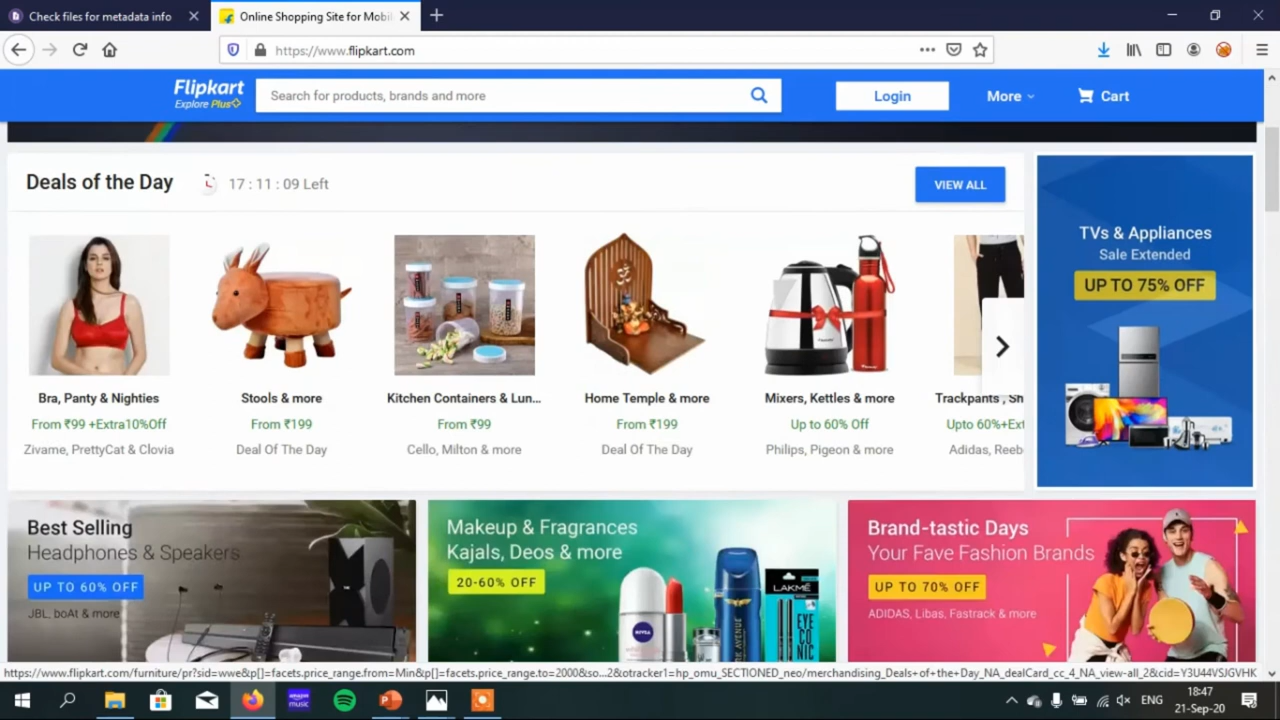 Check files for metadata info
Online Shopping Site for Mobil
https://www.flipkart.com
Flipkart
Explore Plus
Search for products, brands and more
Login
More
Cart
Deals of the Day
17 : 11 : 09 Left
VIEW ALL
Bra, Panty & Nighties
From ₹99 +Extra10%Off
Zivame, PrettyCat & Clovia
Stools & more
From ₹199
Deal Of The Day
Kitchen Containers & Lun...
From ₹99
Cello, Milton & more
Home Temple & more
From ₹199
Deal Of The Day
Mixers, Kettles & more
Up to 60% Off
Philips, Pigeon & more
Trackpants , Sh
Upto 60%+Ext
Adidas, Reeb
TVs & Appliances
Sale Extended
UP TO 75% OFF
Best Selling
Headphones & Speakers
UP TO 60% OFF
JBL, boAt & more
Makeup & Fragrances
Kajals, Deos & more
20-60% OFF
NIVEA
LAKMÉ
EYE
CO
NIC
Brand-tastic Days
Your Fave Fashion Brands
UP TO 70% OFF
ADIDAS, Libas, Fastrack & more
https://www.flipkart.com/furniture/pr?sid=wwe&p[]=facets.price_range.from=Min&p[]=facets.price_range.to=2000&so...2&otracker1=hp_omu_SECTIONED_neo/merchandising_Deals+of+the+Day_NA_dealCard_cc_4_NA_view-all_2&cid=Y3U44VSJGVHK
amazon
music
ENG
18:47
21-Sep-20